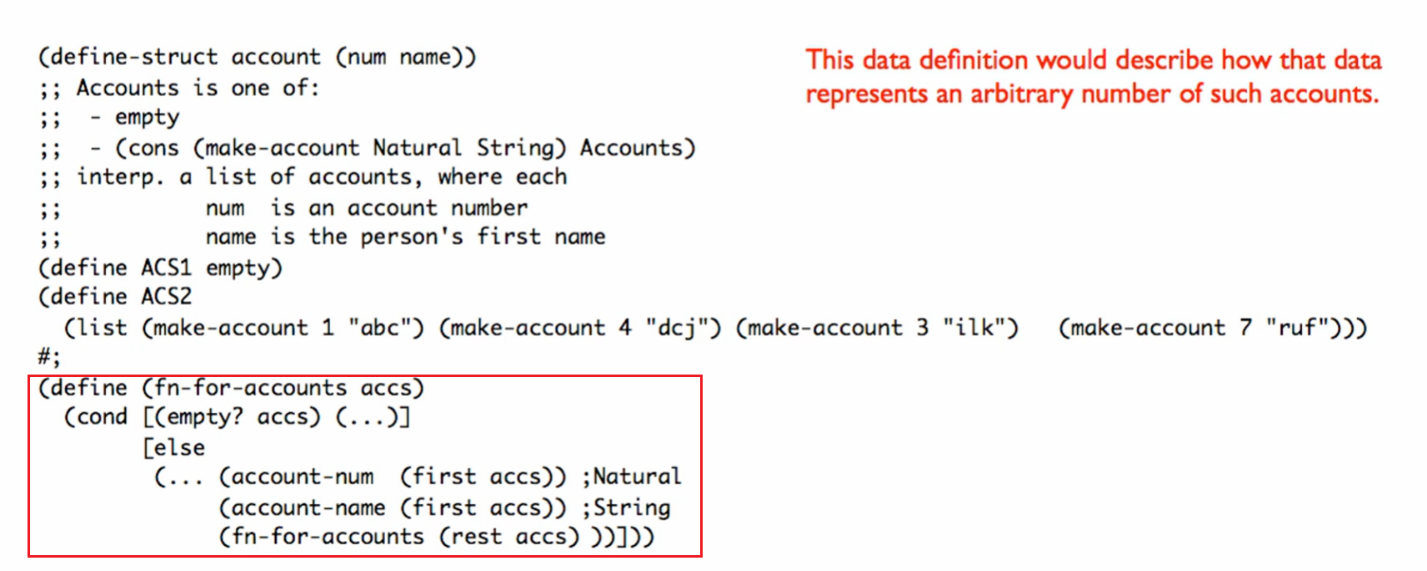 (define-struct account (num name))
;; Accounts is one of:
;;  - empty
;;  - (cons (make-account Natural String) Accounts)
;; interp. a list of accounts, where each
;;           num  is an account number
;;           name is the person's first name
(define ACS1 empty)
(define ACS2
  (list (make-account 1 "abc") (make-account 4 "dcj") (make-account 3 "ilk")   (make-account 7 "ruf")))
#;
(define (fn-for-accounts accs)
  (cond [(empty? accs) (...)]
        [else
         (... (account-num  (first accs)) ;Natural
              (account-name (first accs)) ;String
              (fn-for-accounts (rest accs) ))]))
This data definition would describe how that data
represents an arbitrary number of such accounts.